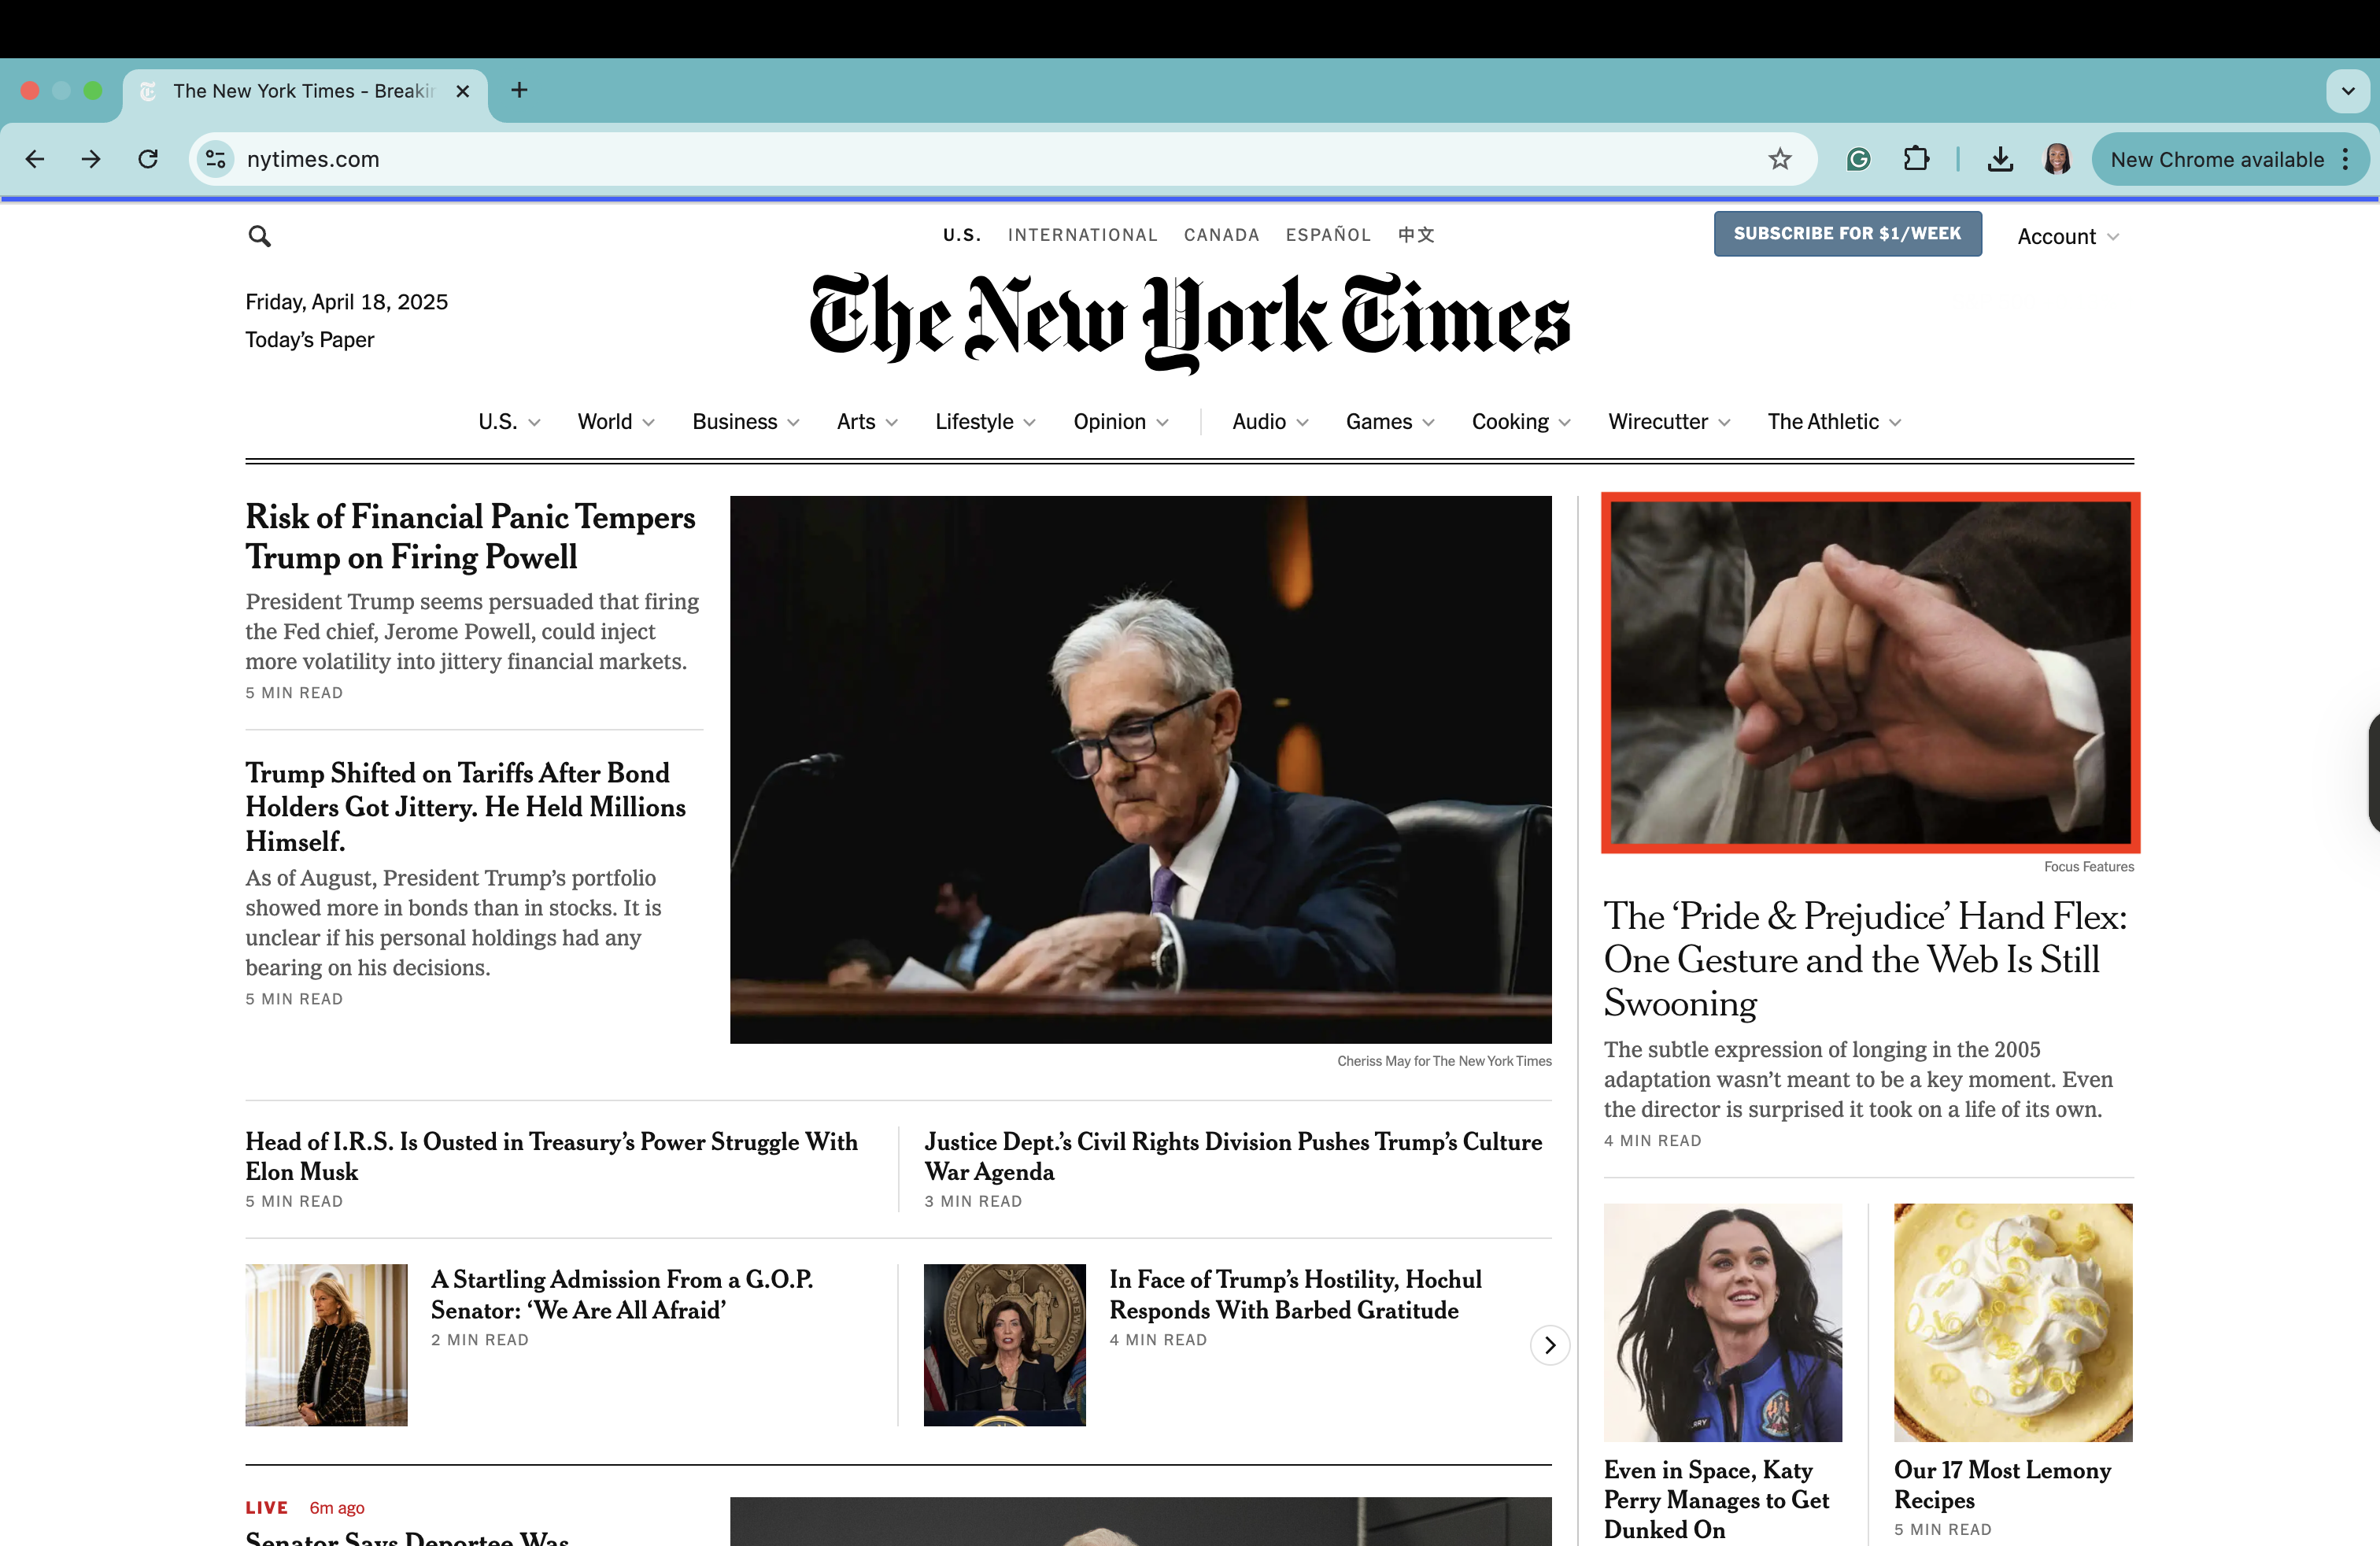 The New York Times - Breakin
nytimes.com
New Chrome available
U.S. INTERNATIONAL CANADA ESPAÑOL 中文
SUBSCRIBE FOR $1/WEEK
Account
Friday, April 18, 2025
Today's Paper
The New York Times
U.S. World Business Arts Lifestyle Opinion Audio Games Cooking Wirecutter The Athletic
Risk of Financial Panic Tempers
Trump on Firing Powell
President Trump seems persuaded that firing
the Fed chief, Jerome Powell, could inject
more volatility into jittery financial markets.
5 MIN READ
Trump Shifted on Tariffs After Bond
Holders Got Jittery. He Held Millions
Himself.
As of August, President Trump's portfolio
showed more in bonds than in stocks. It is
unclear if his personal holdings had any
bearing on his decisions.
5 MIN READ
Cheriss May for The New York Times
Head of I.R.S. Is Ousted in Treasury's Power Struggle With
Elon Musk
5 MIN READ
Justice Dept.'s Civil Rights Division Pushes Trump's Culture
War Agenda
3 MIN READ
A Startling Admission From a G.O.P.
Senator: ‘We Are All Afraid’
2 MIN READ
In Face of Trump's Hostility, Hochul
Responds With Barbed Gratitude
4 MIN READ
LIVE 6m ago
Senator Says Deportee Was
Focus Features
The ‘Pride & Prejudice’ Hand Flex:
One Gesture and the Web Is Still
Swooning
The subtle expression of longing in the 2005
adaptation wasn't meant to be a key moment. Even
the director is surprised it took on a life of its own.
4 MIN READ
RRY
Even in Space, Katy
Perry Manages to Get
Dunked On
Our 17 Most Lemony
Recipes
5 MIN READ